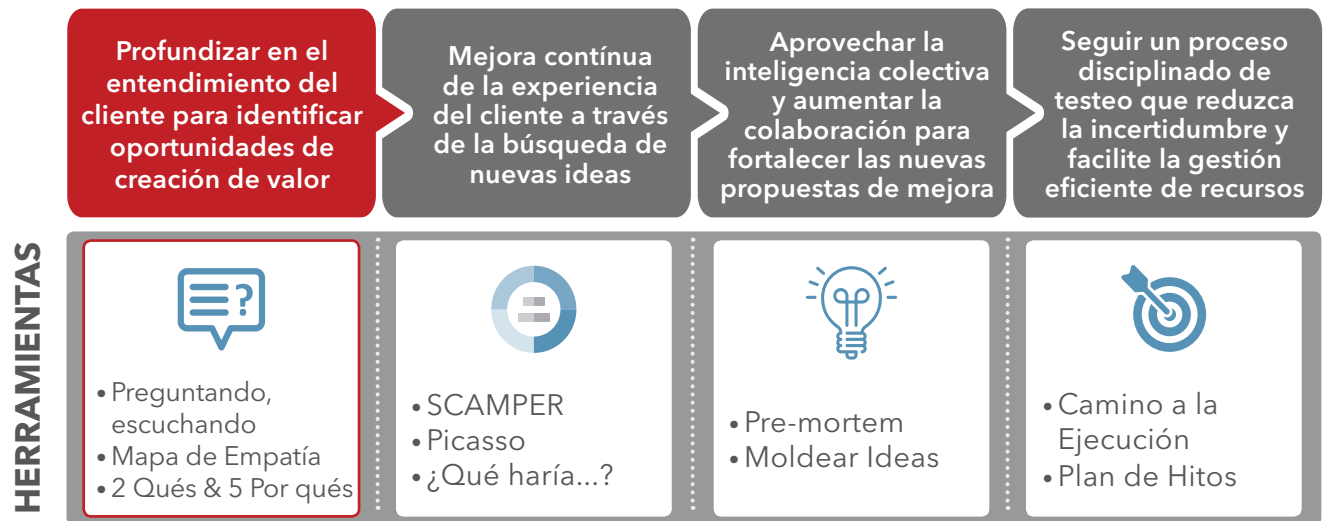 Profundizar en el
entendimiento del
cliente para identificar
oportunidades de
creación de valor
Mejora contínua
de la experiencia
del cliente a través
de la búsqueda de
nuevas ideas
Aprovechar la
inteligencia colectiva
y aumentar la
colaboración para
fortalecer las nuevas
propuestas de mejora
Seguir un proceso
disciplinado de
testeo que reduzca
la incertidumbre y
facilite la gestión
eficiente de recursos
HERRAMIENTAS
?
• Preguntando,
escuchando
• Mapa de Empatía
• 2 Qués & 5 Por qués
• SCAMPER
• Picasso
• ¿Qué haría...?
• Pre-mortem
• Moldear Ideas
• Camino a la
Ejecución
• Plan de Hitos